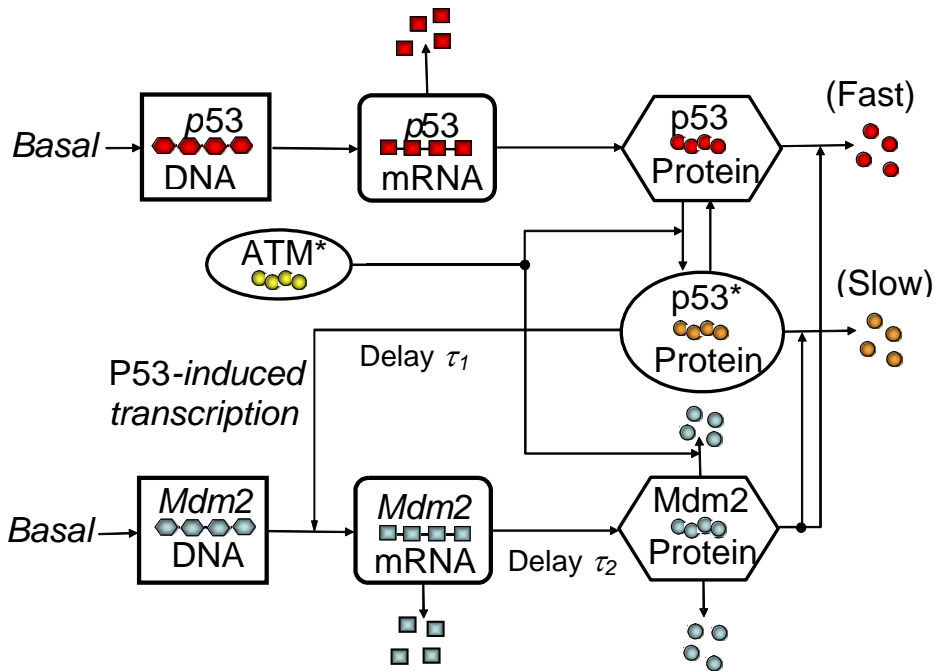 (Fast)
Basal
p53
DNA
p53
mRNA
p53
Protein
ATM*
(Slow)
p53*
Protein
Delay τ1
P53-induced
transcription
Basal
Mdm2
DNA
Mdm2
mRNA
Delay τ2
Mdm2
Protein